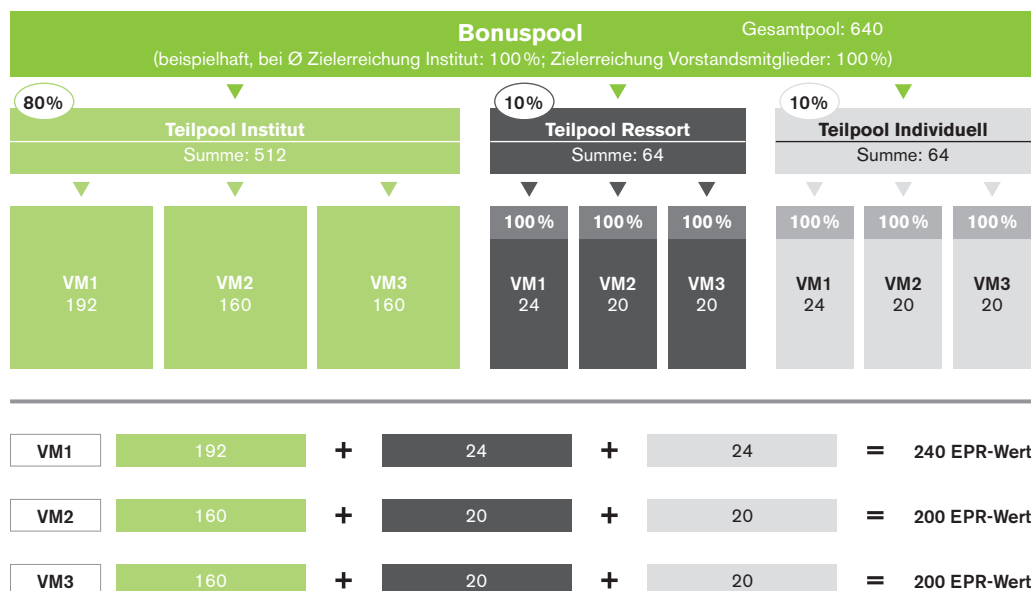 Bonuspool Gesamtpool: 640
(beispielhaft, bei Ø Zielerreichung Institut: 100%; Zielerreichung Vorstandsmitglieder: 100%)
80%
Teilpool Institut
Summe: 512
VM1
192
VM2
160
VM3
160
10%
Teilpool Ressort
Summe: 64
100%
VM1
24
100%
VM2
20
100%
VM3
20
10%
Teilpool Individuell
Summe: 64
100%
VM1
24
100%
VM2
20
100%
VM3
20
VM1 192 + 24 + 24 = 240 EPR-Wert
VM2 160 + 20 + 20 = 200 EPR-Wert
VM3 160 + 20 + 20 = 200 EPR-Wert